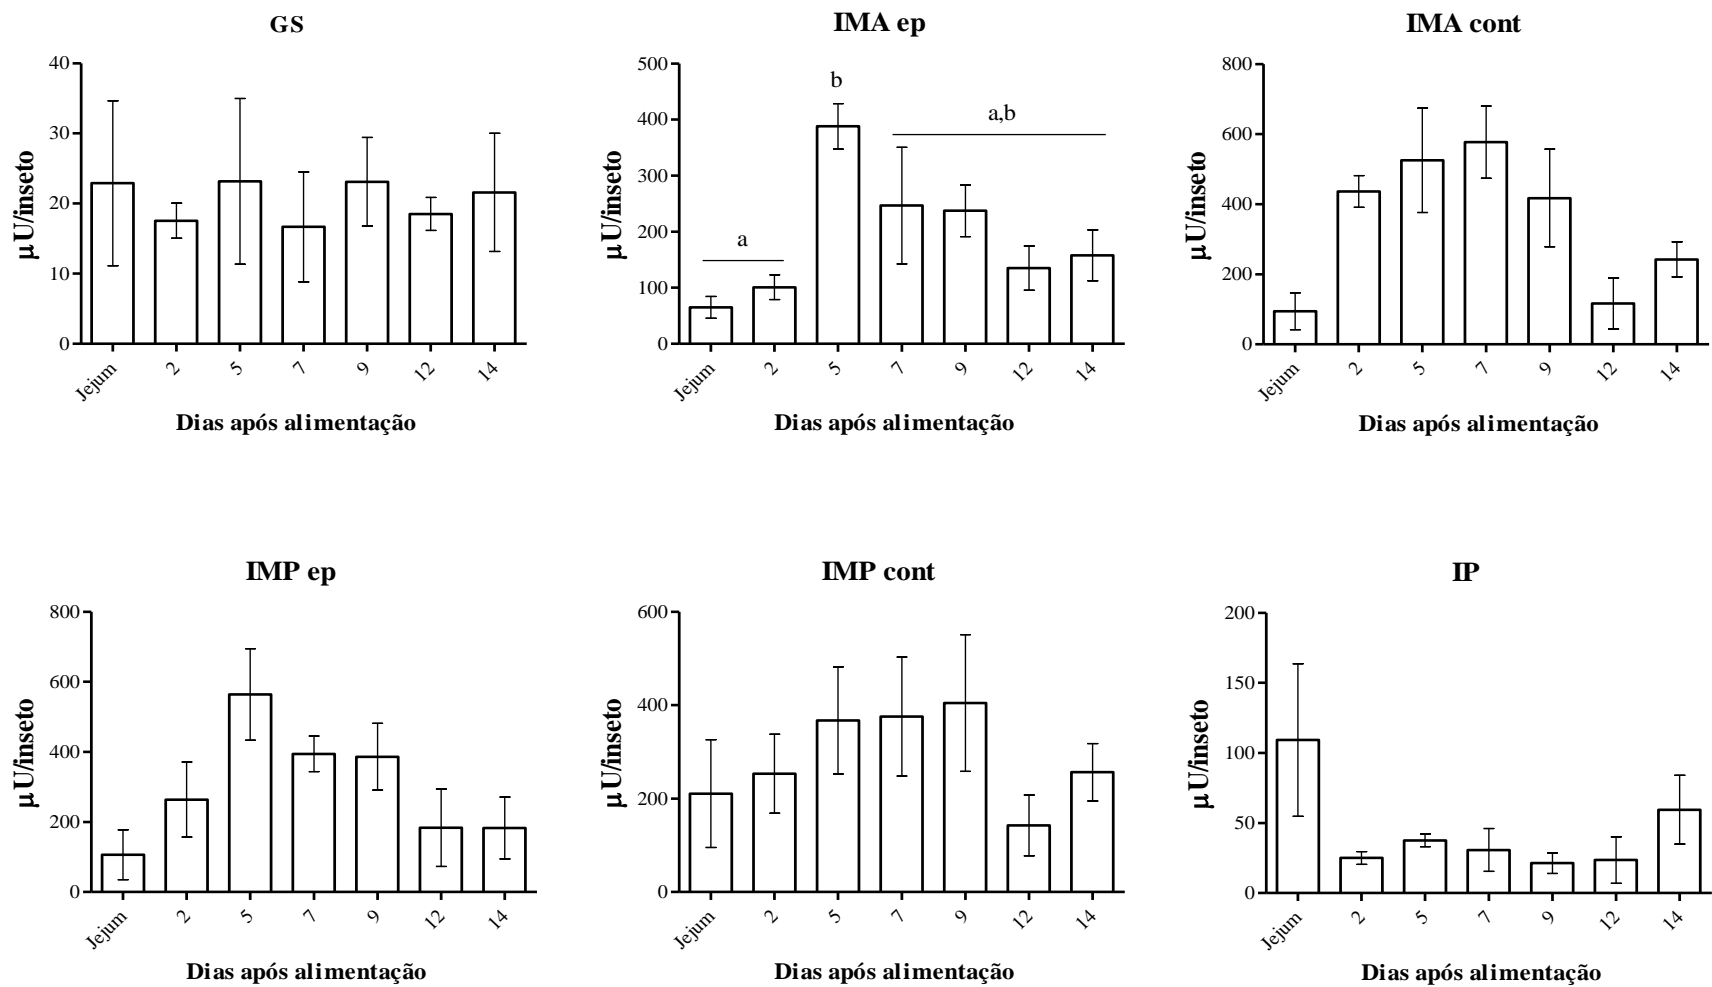 GS
40
30
20
10
0
µU/inseto
Jejum 2 5 7 9 12 14
Dias após alimentação
IMA ep
500
400
300
200
100
0
µU/inseto
a
b
a,b
Jejum 2 5 7 9 12 14
Dias após alimentação
IMA cont
800
600
400
200
0
µU/inseto
Jejum 2 5 7 9 12 14
Dias após alimentação
IMP ep
800
600
400
200
0
µU/inseto
Jejum 2 5 7 9 12 14
Dias após alimentação
IMP cont
600
400
200
0
µU/inseto
Jejum 2 5 7 9 12 14
Dias após alimentação
IP
200
150
100
50
0
µU/inseto
Jejum 2 5 7 9 12 14
Dias após alimentação